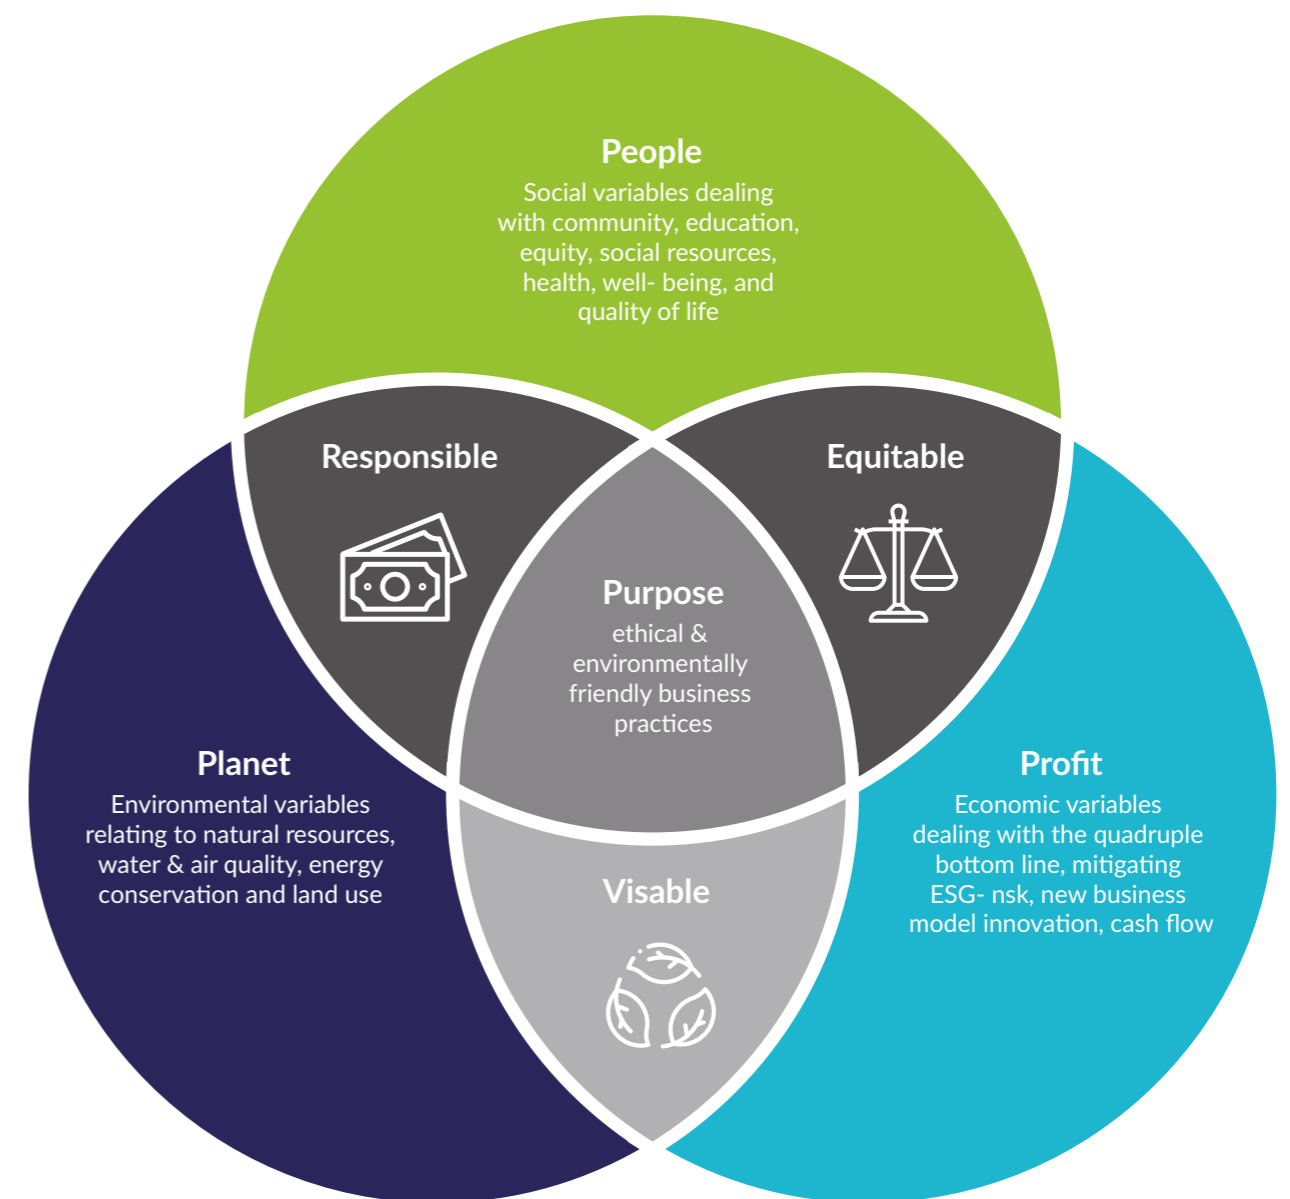 People
Social variables dealing
with community, education,
equity, social resources,
health, well- being, and
quality of life
Responsible
Equitable
Purpose
ethical &
environmentally
friendly business
practices
Planet
Environmental variables
relating to natural resources,
water & air quality, energy
conservation and land use
Profit
Economic variables
dealing with the quadruple
bottom line, mitigating
ESG- nsk, new business
model innovation, cash flow
Visable